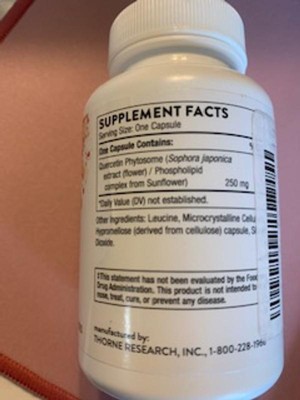 SUPPLEMENT FACTS
Serving Size: One Capsule
One Capsule Contains:
Quercetin Phytosome (Sophora japonica
extract (flower) / Phospholipid
complex from Sunflower) 250 mg
*Daily Value (DV) not established.
Other Ingredients: Leucine, Microcrystalline
Hypromellose (derived from cellulose) capsule,
Dioxide.
‡This statement has not been evaluated by the
Drug Administration. This product is not intended to
treat, cure, or prevent any disease.
manufactured by:
THORNE RESEARCH, INC., 1-800-228-1966